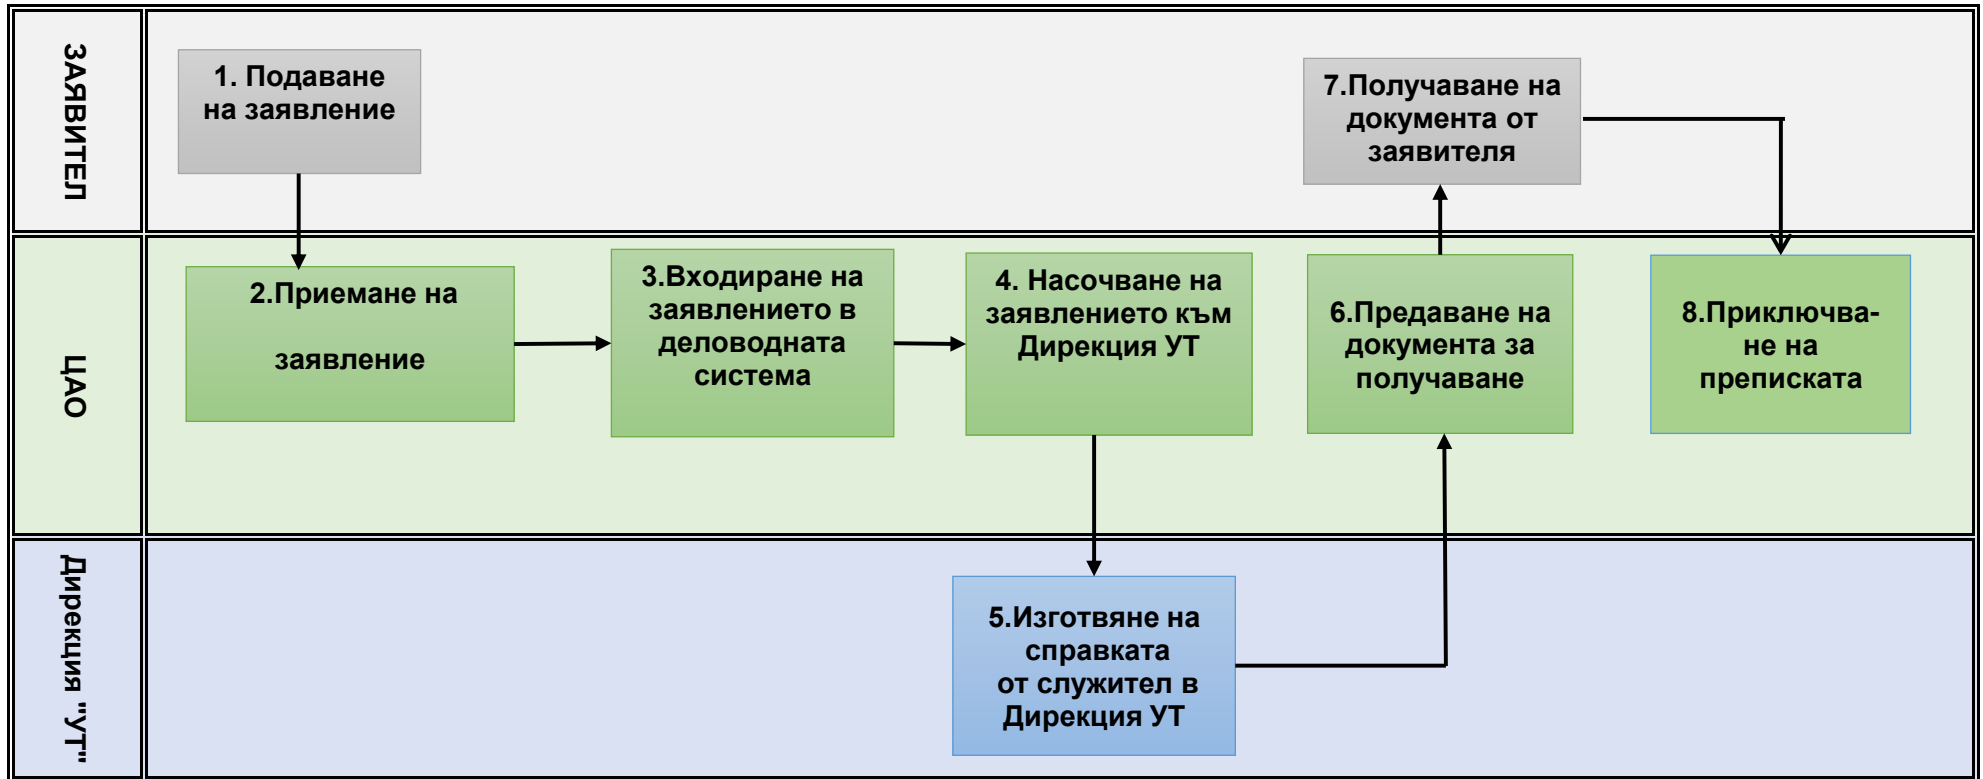 ЗАЯВИТЕЛ
1. Подаване
на заявление
7.Получаване на
документа от
заявителя
ЦАО
2.Приемане на
заявление
3.Входиране на
заявлението в
деловодната
система
4. Насочване на
заявлението към
Дирекция УТ
6.Предаване на
документа за
получаване
8.Приключва-
не на
преписката
Дирекция "УТ"
5.Изготвяне на
справката
от служител в
Дирекция УТ